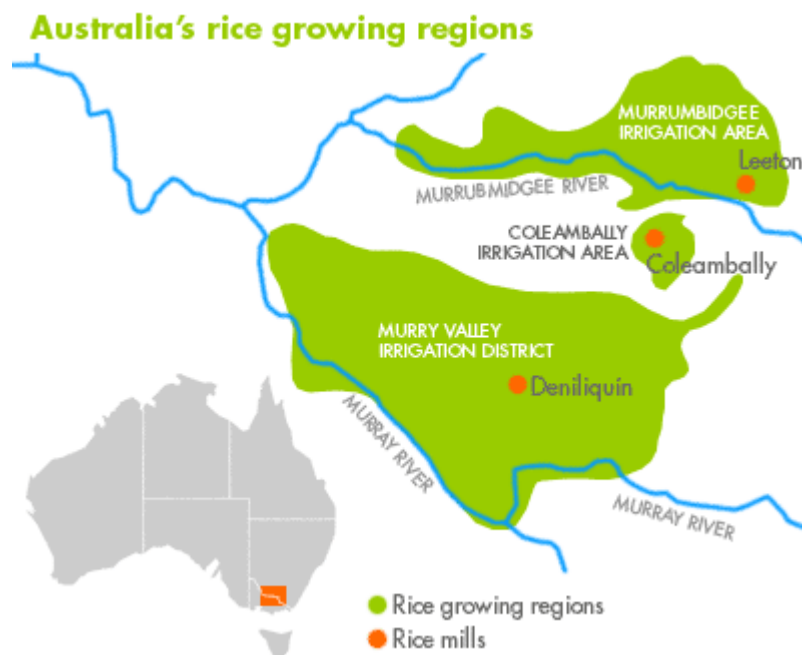 Australia's rice growing regions
MURRUMBIDGEE
IRRIGATION AREA
Leeton
MURRUBMIDGEE RIVER
COLEAMBALLY
IRRIGATION AREA
Coleambally
MURRY VALLEY
IRRIGATION DISTRICT
Deniliquin
MURRAY RIVER
MURRAY RIVER
Rice growing regions
Rice mills